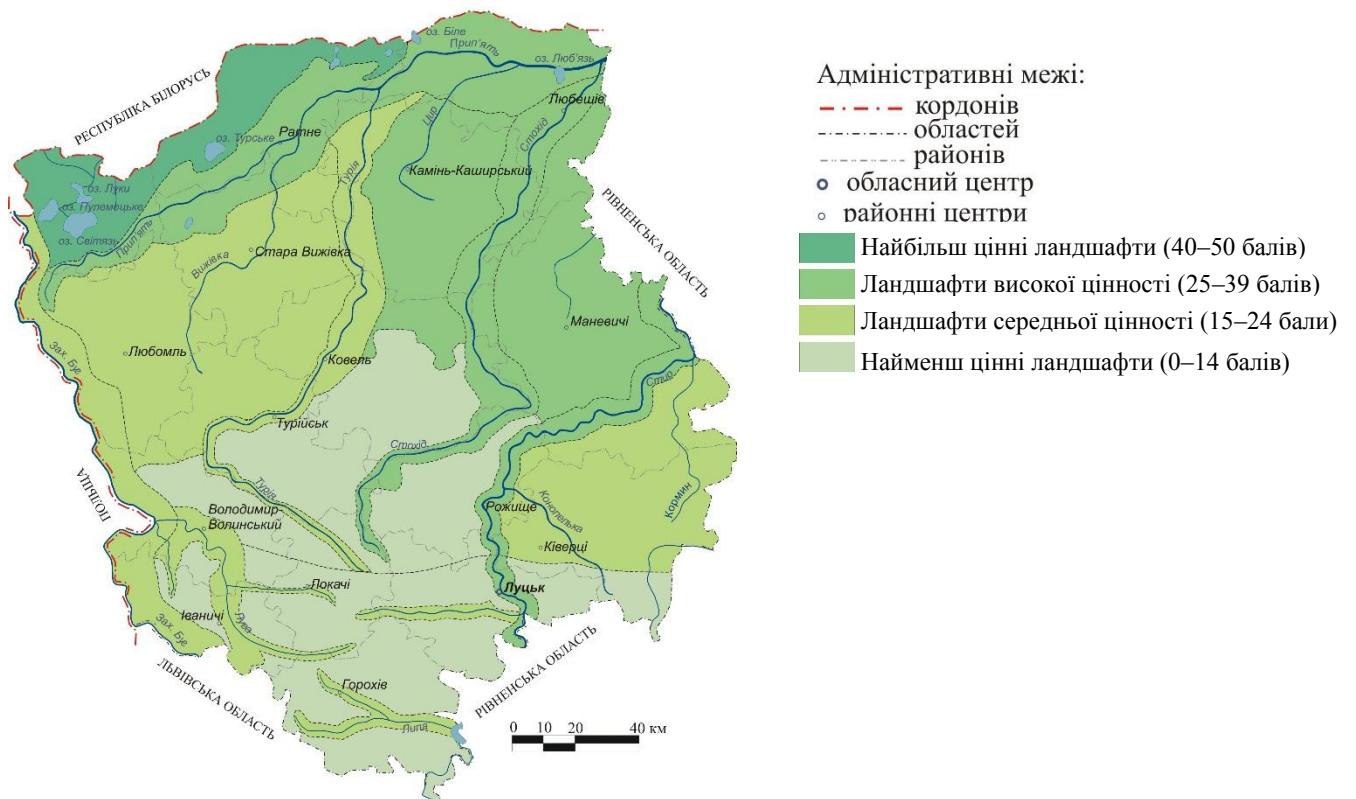 оз. Біле
Прип'ять
оз. Люб'язь
Любешів
РЕСПУБЛІКА БІЛОРУСЬ
оз. Турське
Ратне
Цир
Стохід
Турія
Камінь-Каширський
оз. Луки
оз. Пулемецьке
оз. Світязь
Прип'ять
РІВНЕНСЬКА ОБЛАСТЬ
Вижівка
Стара Вижівка
Маневичі
Любомль
Ковель
Зах. Буг
Стир
Турійськ
Стохід
ПОЛЬЩА
Турія
Володимир-
Волинський
Рожище
Конопелька
Кормин
Ківерці
Локачі
Луцьк
Іваничі
Луга
Зах. Буг
ЛЬВІВСЬКА ОБЛАСТЬ
Горохів
Липа
РІВНЕНСЬКА ОБЛАСТЬ
0 10 20 40 км
Адміністративні межі:
кордонів
областей
районів
обласний центр
районні центри
Найбільш цінні ландшафти (40–50 балів)
Ландшафти високої цінності (25–39 балів)
Ландшафти середньої цінності (15–24 бали)
Найменш цінні ландшафти (0–14 балів)